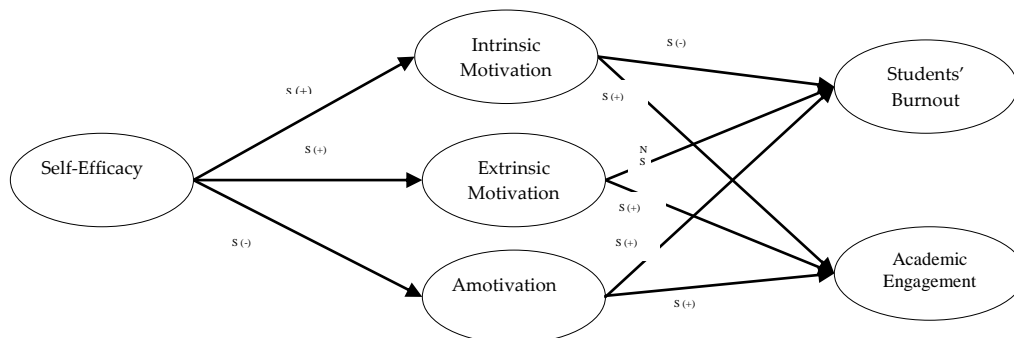 Intrinsic
Motivation
S (-)
Students’
Burnout
S (+)
S (+)
Self-Efficacy
S (+)
N
S
Extrinsic
Motivation
S (+)
S (-)
S (+)
Amotivation
S (+)
Academic
Engagement